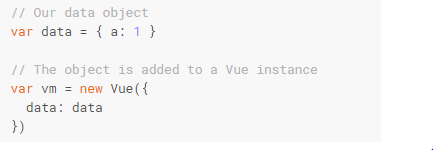 // Our data object
var data = { a: 1 }
// The object is added to a Vue instance
var vm = new Vue({
data: data
})